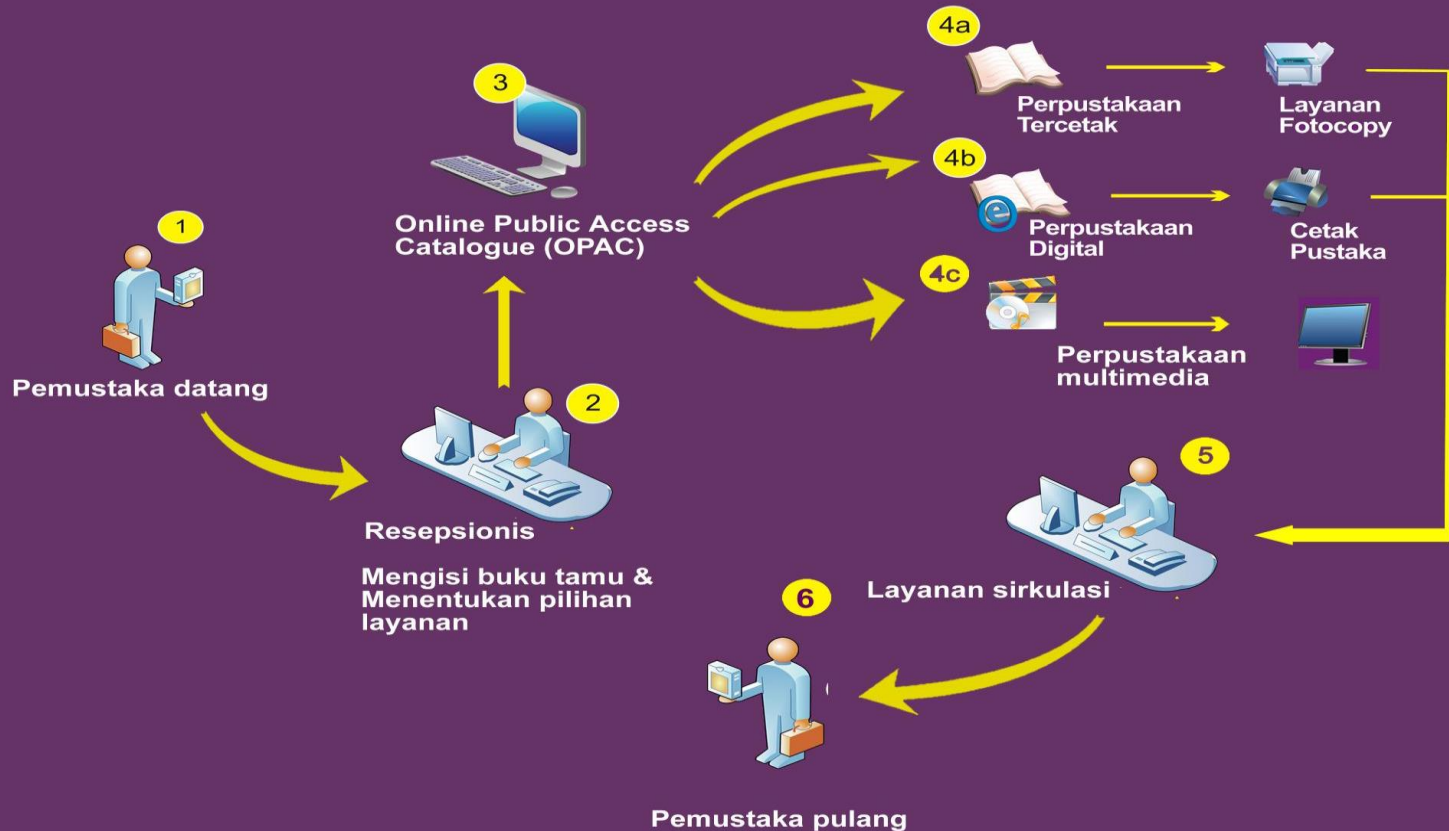 1
Pemustaka datang
2
Resepsionis
Mengisi buku tamu &
Menentukan pilihan
layanan
3
Online Public Access
Catalogue (OPAC)
4a
Perpustakaan
Tercetak
Layanan
Fotocopy
4b
Perpustakaan
Digital
Cetak
Pustaka
4c
Perpustakaan
multimedia
5
Layanan sirkulasi
6
Pemustaka pulang